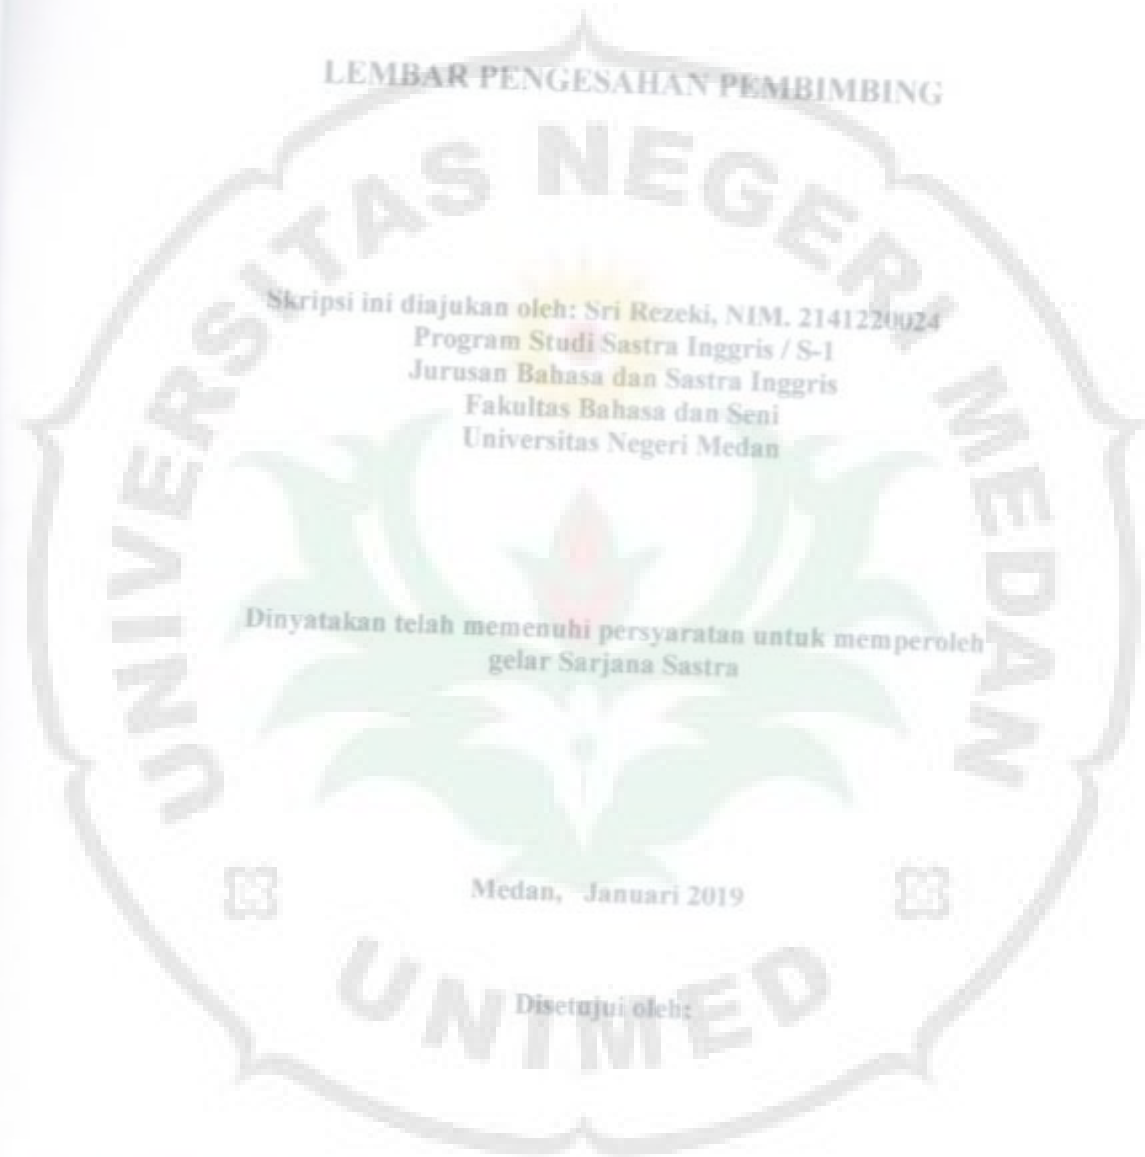 LEMBAR PENGESAHAN PEMBIMBING
UNIVERSITAS NEGERI MEDAN
Skripsi ini diajukan oleh: Sri Rezeki, NIM. 2141220024
Program Studi Sastra Inggris / S-1
Jurusan Bahasa dan Sastra Inggris
Fakultas Bahasa dan Seni
Universitas Negeri Medan
Dinyatakan telah memenuhi persyaratan untuk memperoleh
gelar Sarjana Sastra
Medan, Januari 2019
Disetujui oleh:
UNIMED